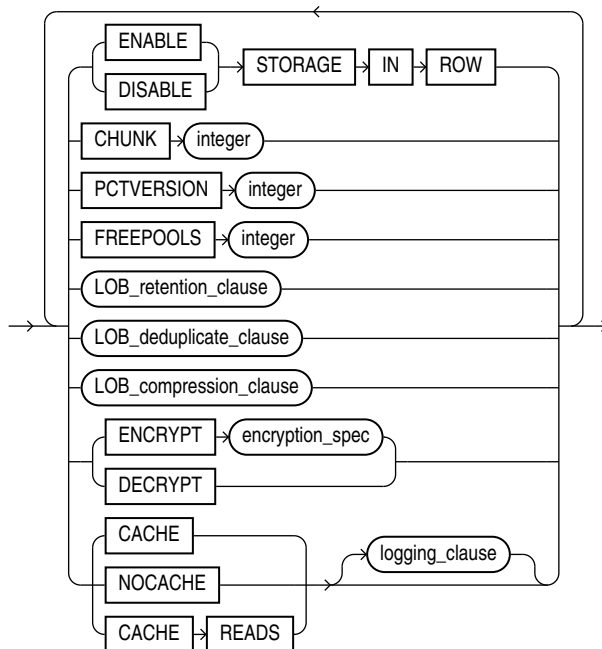 ENABLE
DISABLE
STORAGE IN ROW
CHUNK integer
PCTVERSION integer
FREEPOOLS integer
LOB_retention_clause
LOB_deduplicate_clause
LOB_compression_clause
ENCRYPT encryption_spec
DECRYPT
CACHE
NOCACHE
CACHE READS
logging_clause